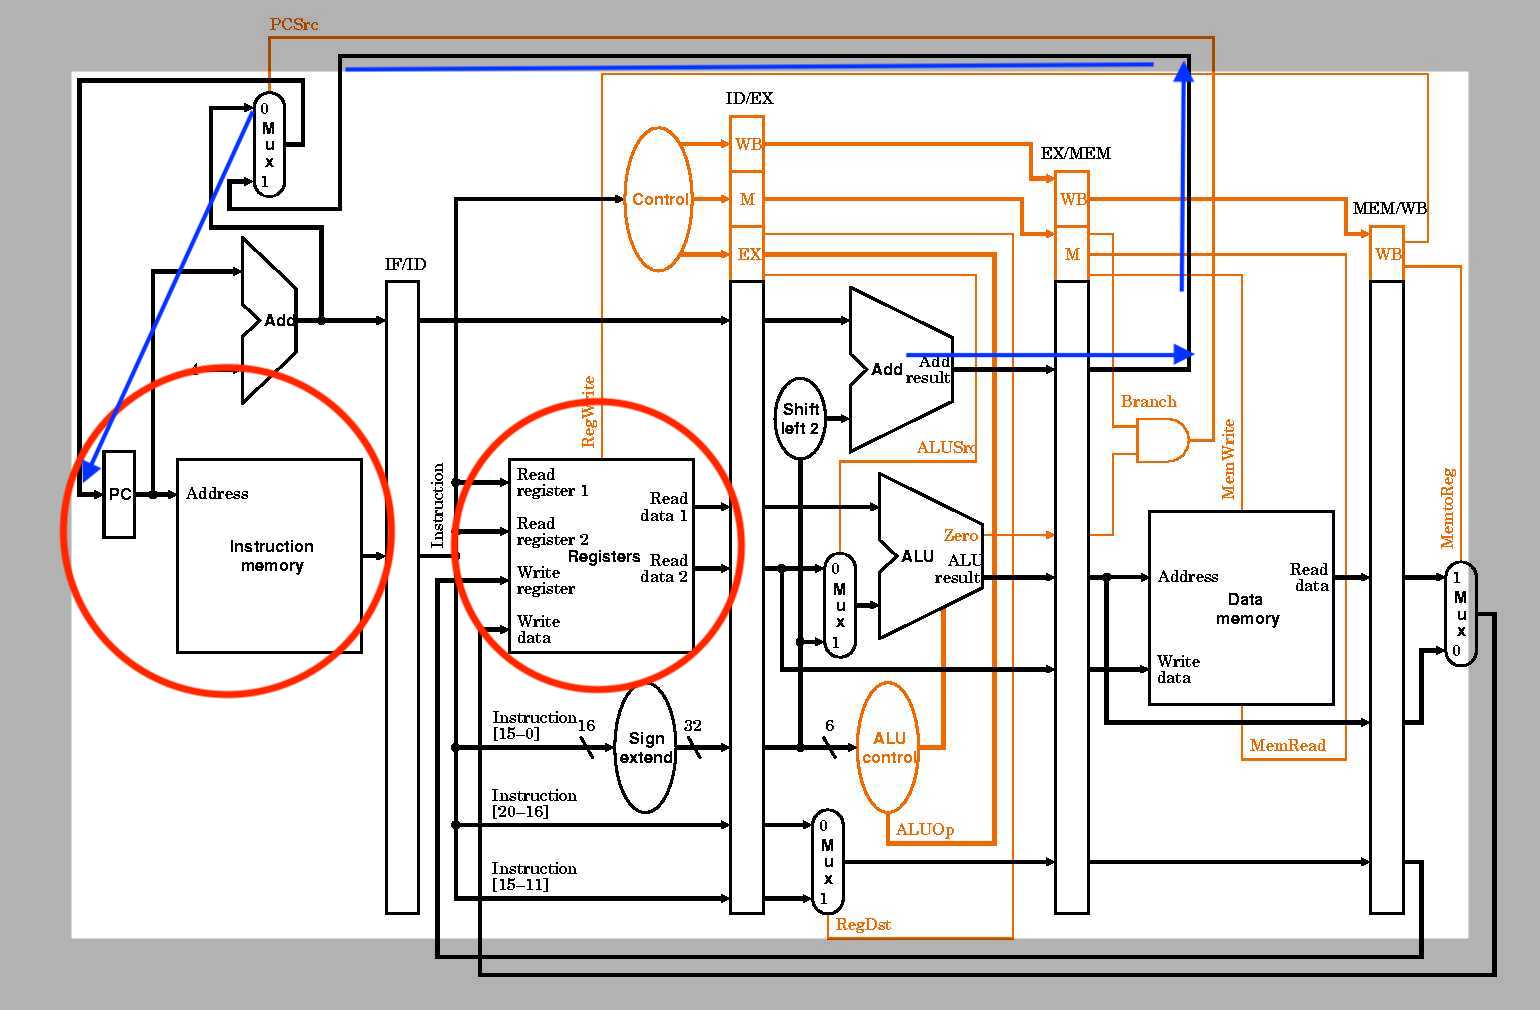 PCSrc
ID/EX
0
M
u
x
1
WB
EX/MEM
Control
M
WB
MEM/WB
EX
M
WB
IF/ID
Add
4
Add
Add
result
Shift
left 2
Branch
RegWrite
ALUSrc
MemWrite
MemtoReg
Instruction
PC
Address
Instruction
memory
Read
register 1
Read
register 2
Write
register
Write
data
Registers
Read
data 1
Read
data 2
0
M
u
x
1
Zero
ALU
ALU
result
Address
Write
data
Data
memory
Read
data
1
M
u
x
0
Instruction
[15–0]
16
Sign
extend
32
6
ALU
control
MemRead
Instruction
[20–16]
Instruction
[15–11]
0
M
u
x
1
ALUOp
RegDst